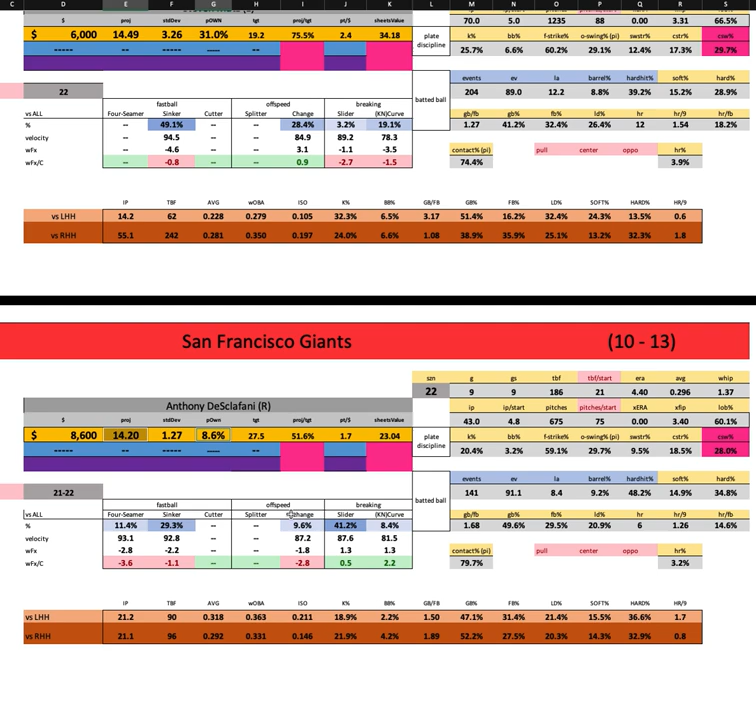 C D E F G H I J K L M N O P Q R S
$ proj stdDev pOWN tgt proj/tgt pt/$ sheetsValue
70.0 5.0 1235 88 0.00 3.31 66.5%
$ 6,000 14.49 3.26 31.0% 19.2 75.5% 2.4 34.18
plate discipline k% bb% f-strike% o-swing% (pi) swstr% cstr% csw%
----- ----- -- --
25.7% 6.6% 60.2% 29.1% 12.4% 17.3% 29.7%
events ev la barrel% hardhit% soft% hard%
22
batted ball 204 89.0 12.2 8.8% 39.2% 15.2% 28.9%
fastball offspeed breaking
vs ALL Four-Seamer Sinker Cutter Splitter Change Slider (KN)Curve
gb/fb gb% fb% ld% hr hr/9 hr/fb
% -- 49.1% -- -- 28.4% 3.2% 19.1%
1.27 41.2% 32.4% 26.4% 12 1.54 18.2%
velocity -- 94.5 -- -- 84.9 89.2 78.3
wFx -- -4.6 -- -- 3.1 -1.1 -3.5
contact% (pi) pull center oppo hr%
wFx/C -- -0.8 -- -- 0.9 -2.7 -1.5
74.4% 3.9%
IP TBF AVG wOBA ISO K% BB% GB/FB GB% FB% LD% SOFT% HARD% HR/9
vs LHH 14.2 62 0.228 0.279 0.105 32.3% 6.5% 3.17 51.4% 16.2% 32.4% 24.3% 13.5% 0.6
vs RHH 55.1 242 0.281 0.350 0.197 24.0% 6.6% 1.08 38.9% 35.9% 25.1% 13.2% 32.3% 1.8
San Francisco Giants (10 - 13)
szn g gs tbf tbf/start era avg whip
22 9 9 186 21 4.40 0.296 1.37
Anthony DeSclafani (R)
ip ip/start pitches pitches/start xERA xfip lob%
$ proj stdDev pOwn tgt proj/tgt pt/$ sheetsValue
43.0 4.8 675 75 0.00 3.40 60.1%
$ 8,600 14.20 1.27 8.6% 27.5 51.6% 1.7 23.04
plate discipline k% bb% f-strike% o-swing% (pi) swstr% cstr% csw%
----- ----- -- --
20.4% 3.2% 59.1% 29.7% 9.5% 18.5% 28.0%
events ev la barrel% hardhit% soft% hard%
21-22
batted ball 141 91.1 8.4 9.2% 48.2% 14.9% 34.8%
fastball offspeed breaking
vs ALL Four-Seamer Sinker Cutter Splitter Change Slider (KN)Curve
gb/fb gb% fb% ld% hr hr/9 hr/fb
% 11.4% 29.3% -- -- 9.6% 41.2% 8.4%
1.68 49.6% 29.5% 20.9% 6 1.26 14.6%
velocity 93.1 92.8 -- -- 87.2 87.6 81.5
wFx -2.8 -2.2 -- -- -1.8 1.3 1.3
contact% (pi) pull center oppo hr%
wFx/C -3.6 -1.1 -- -- -2.8 0.5 2.2
79.7% 3.2%
IP TBF AVG wOBA ISO K% BB% GB/FB GB% FB% LD% SOFT% HARD% HR/9
vs LHH 21.2 90 0.318 0.363 0.211 18.9% 2.2% 1.50 47.1% 31.4% 21.4% 15.5% 36.6% 1.7
vs RHH 21.1 96 0.292 0.331 0.146 21.9% 4.2% 1.89 52.2% 27.5% 20.3% 14.3% 32.9% 0.8